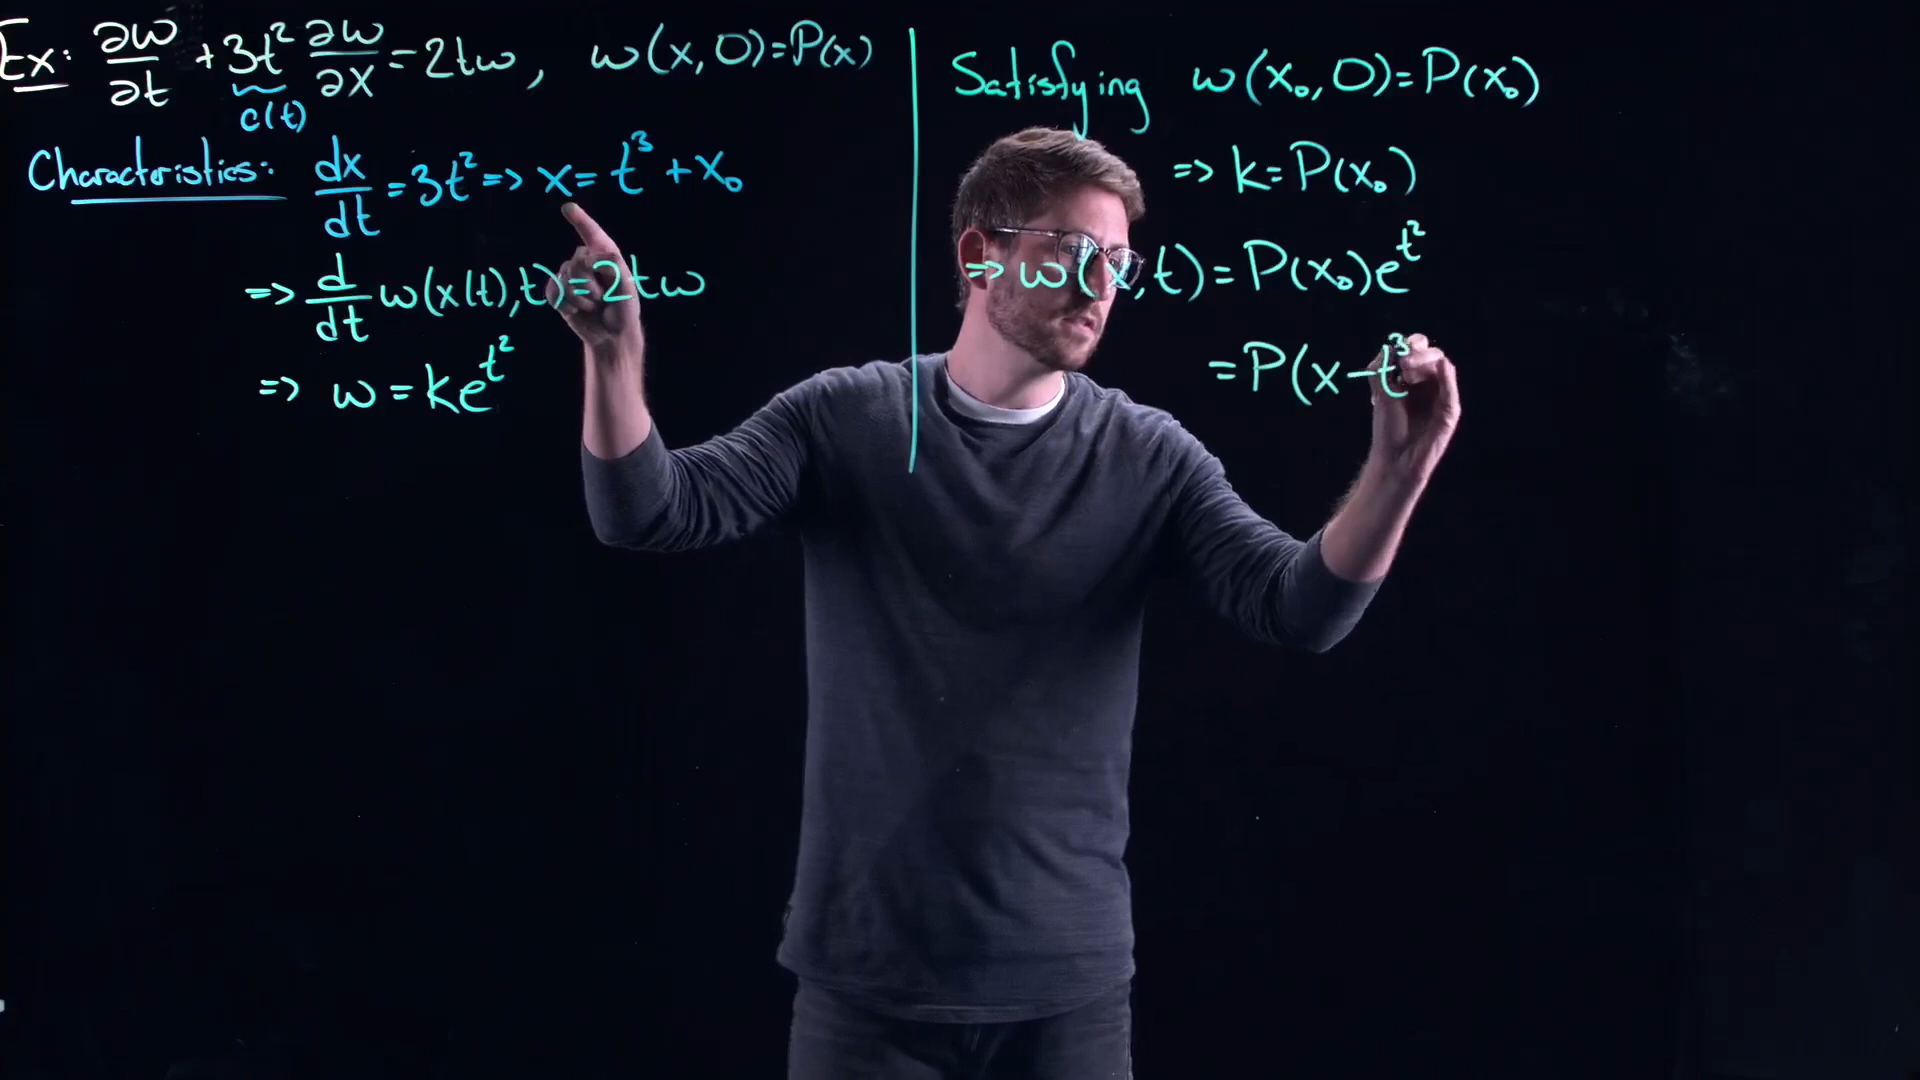 Ex: ∂w/∂t + 3t² ∂w/∂x = 2tw, w(x,0)=P(x)
c(t)
Characteristics: dx/dt = 3t² => x = t³ + x₀
=> d/dt w(x(t),t) = 2tw
=> w = ke^{t²}
Satisfying w(x₀,0)=P(x₀)
=> k=P(x₀)
=> w(x,t) = P(x₀)e^{t²}
= P(x-t³